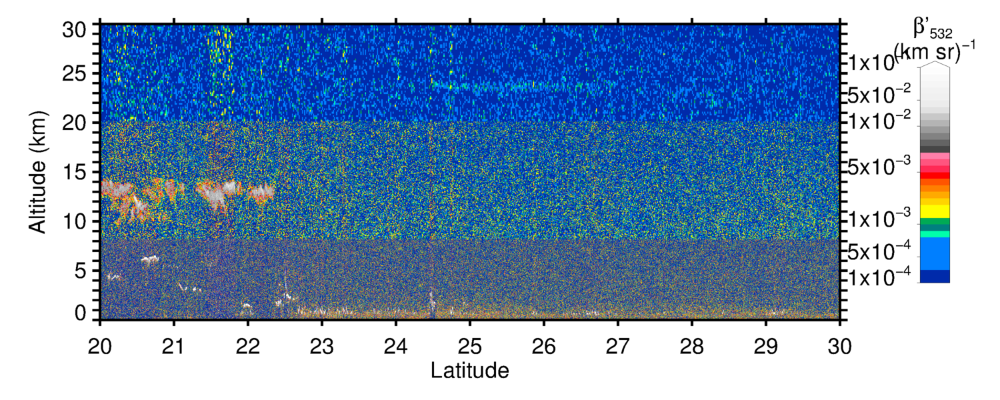 β'532
(km sr)−1
30
25
20
15
10
5
0
Altitude (km)
1x10
5x10−2
1x10−2
5x10−3
1x10−3
5x10−4
1x10−4
20 21 22 23 24 25 26 27 28 29 30
Latitude